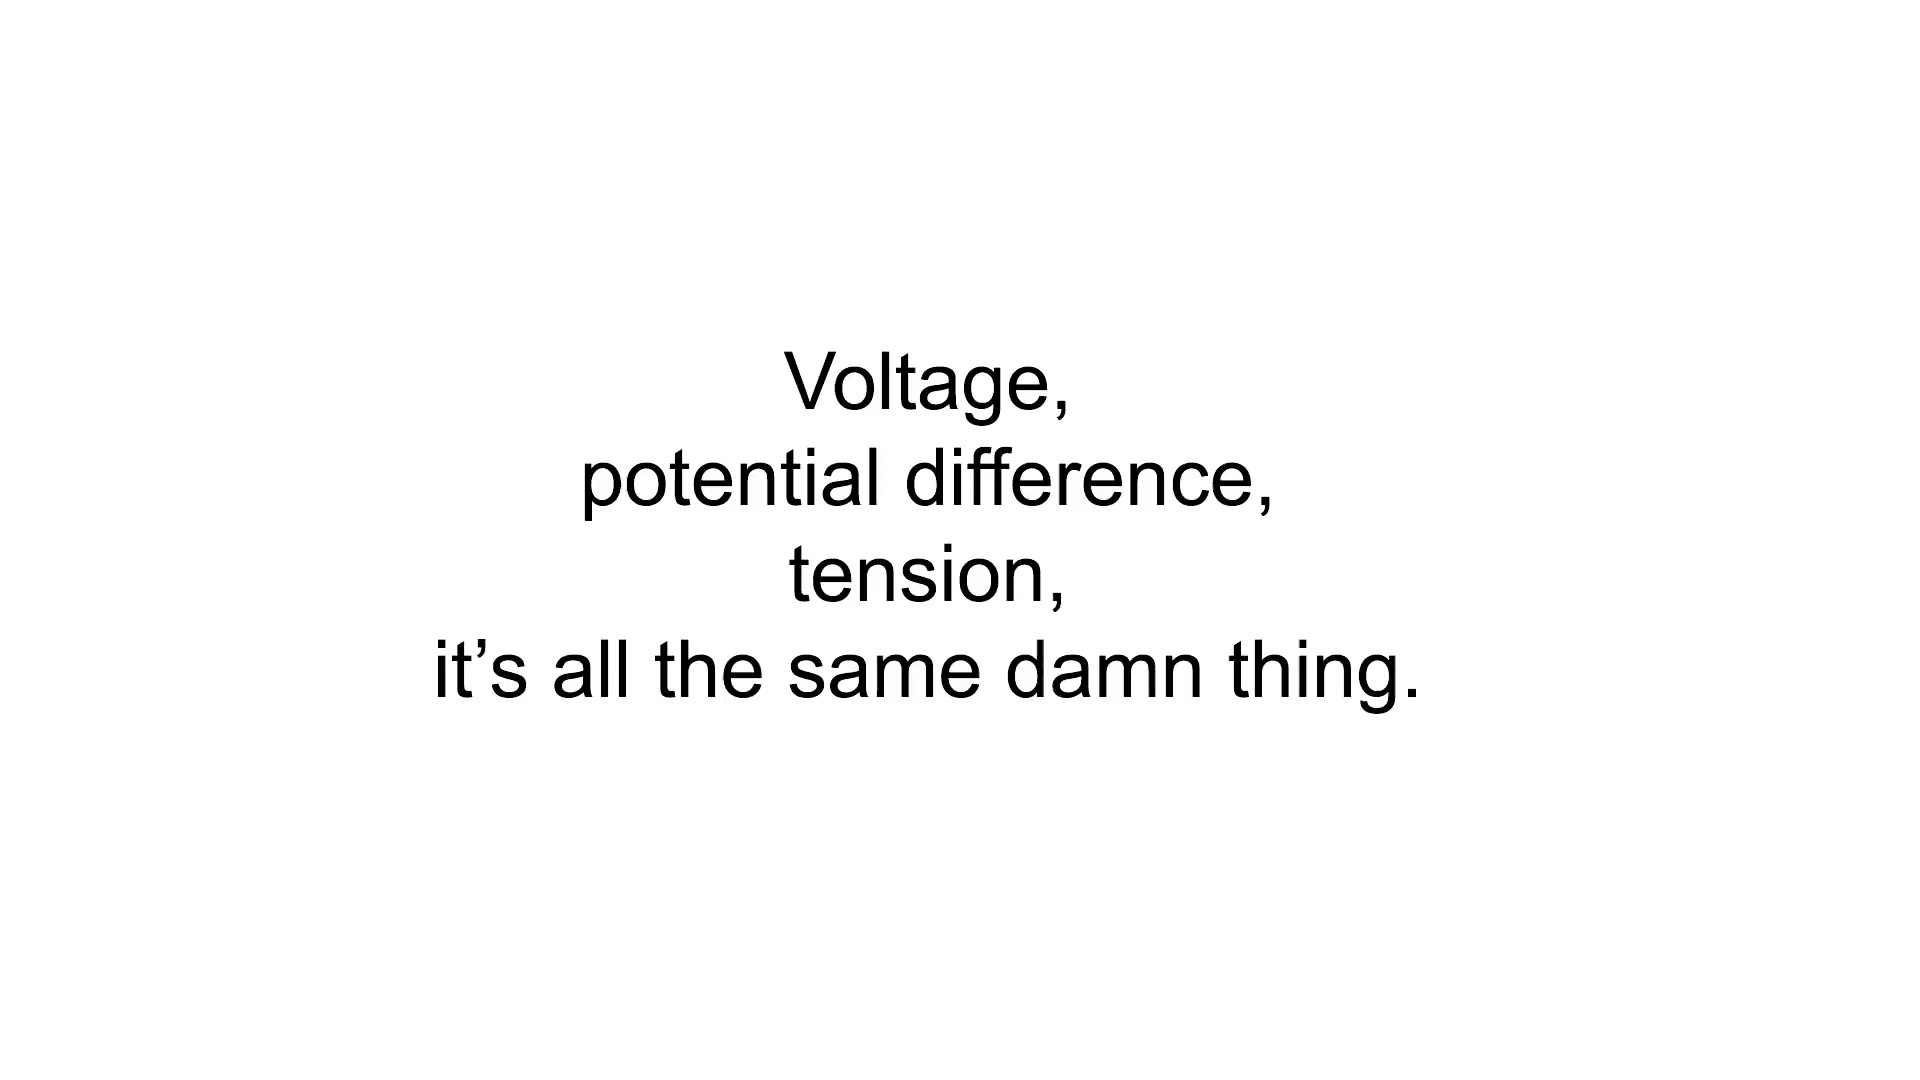 Voltage,
potential difference,
tension,
it’s all the same damn thing.